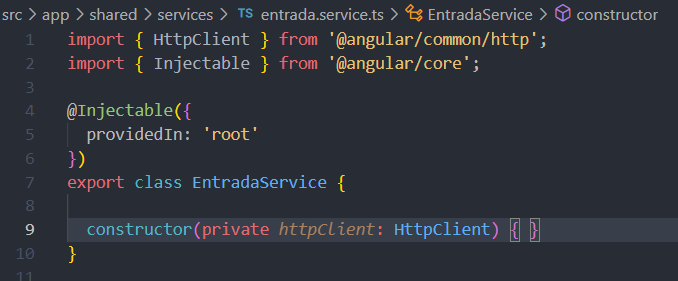 src > app > shared > services > TS entrada.service.ts > EntradaService > constructor
1 import { HttpClient } from '@angular/common/http';
2 import { Injectable } from '@angular/core';
3
4 @Injectable({
5   providedIn: 'root'
6 })
7 export class EntradaService {
8
9   constructor(private httpClient: HttpClient) { }
10 }
11